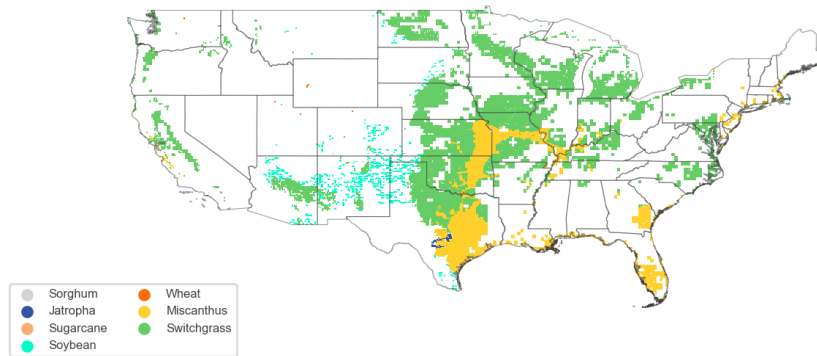 Sorghum
Jatropha
Sugarcane
Soybean
Wheat
Miscanthus
Switchgrass